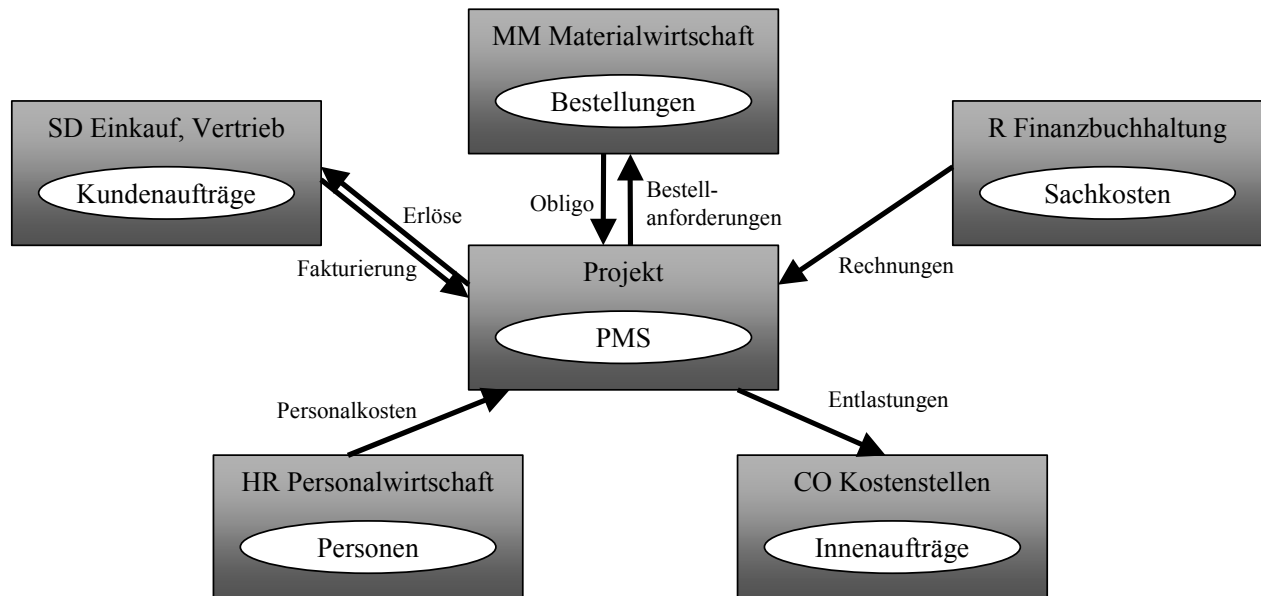 MM Materialwirtschaft
Bestellungen
SD Einkauf, Vertrieb
Kundenaufträge
R Finanzbuchhaltung
Sachkosten
Erlöse
Fakturierung
Obligo
Bestell-
anforderungen
Rechnungen
Projekt
PMS
Personalkosten
Entlastungen
HR Personalwirtschaft
Personen
CO Kostenstellen
Innenaufträge